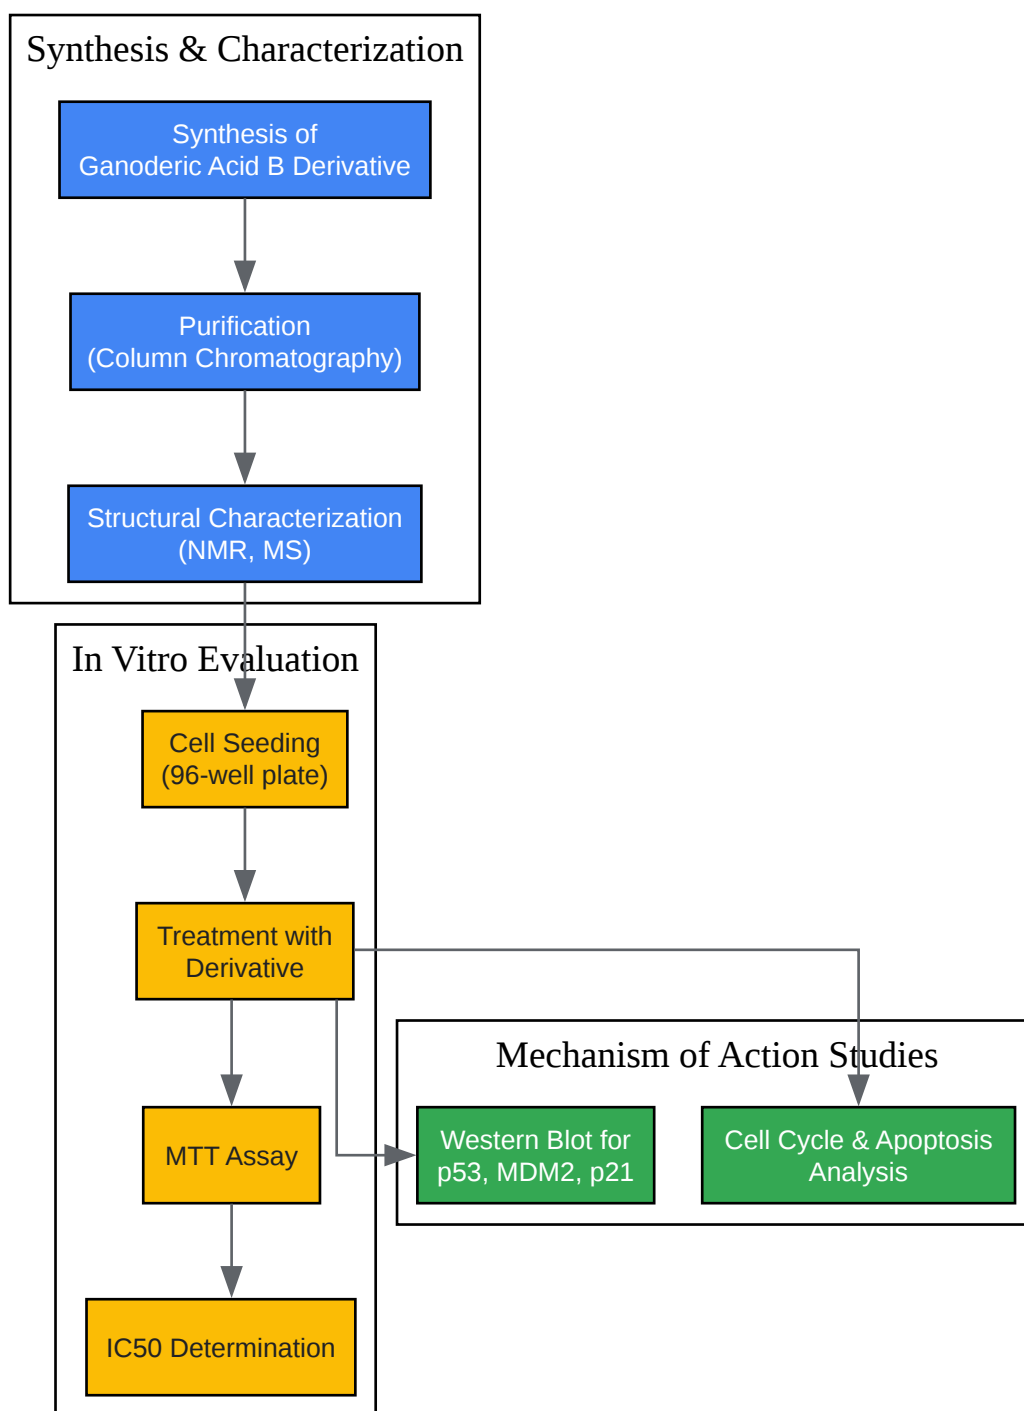 Synthesis & Characterization
Synthesis of
Ganoderic Acid B Derivative
Purification
(Column Chromatography)
Structural Characterization
(NMR, MS)
In Vitro Evaluation
Cell Seeding
(96-well plate)
Treatment with
Derivative
Mechanism of Action Studies
MTT Assay
Western Blot for
p53, MDM2, p21
Cell Cycle & Apoptosis
Analysis
IC50 Determination